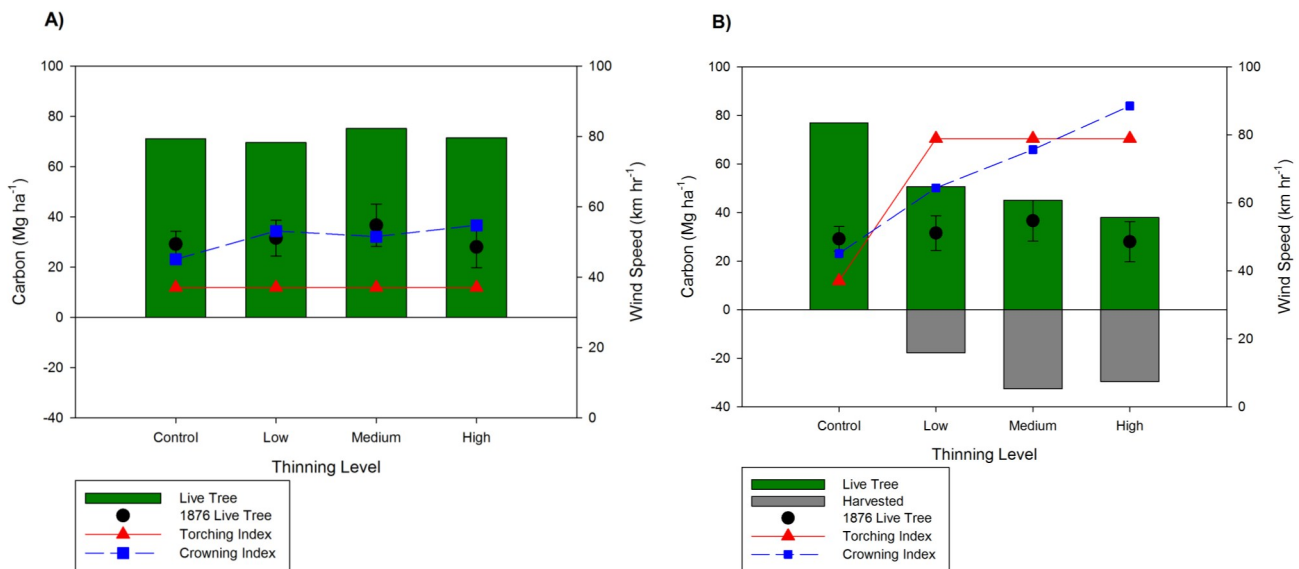 A)
100
80
60
40
20
0
-20
-40
Carbon (Mg ha⁻¹)
100
80
60
40
20
0
Wind Speed (km hr⁻¹)
Control Low Medium High
Thinning Level
Live Tree
1876 Live Tree
Torching Index
Crowning Index
B)
100
80
60
40
20
0
-20
-40
Carbon (Mg ha⁻¹)
100
80
60
40
20
0
Wind Speed (km hr⁻¹)
Control Low Medium High
Thinning Level
Live Tree
Harvested
1876 Live Tree
Torching Index
Crowning Index